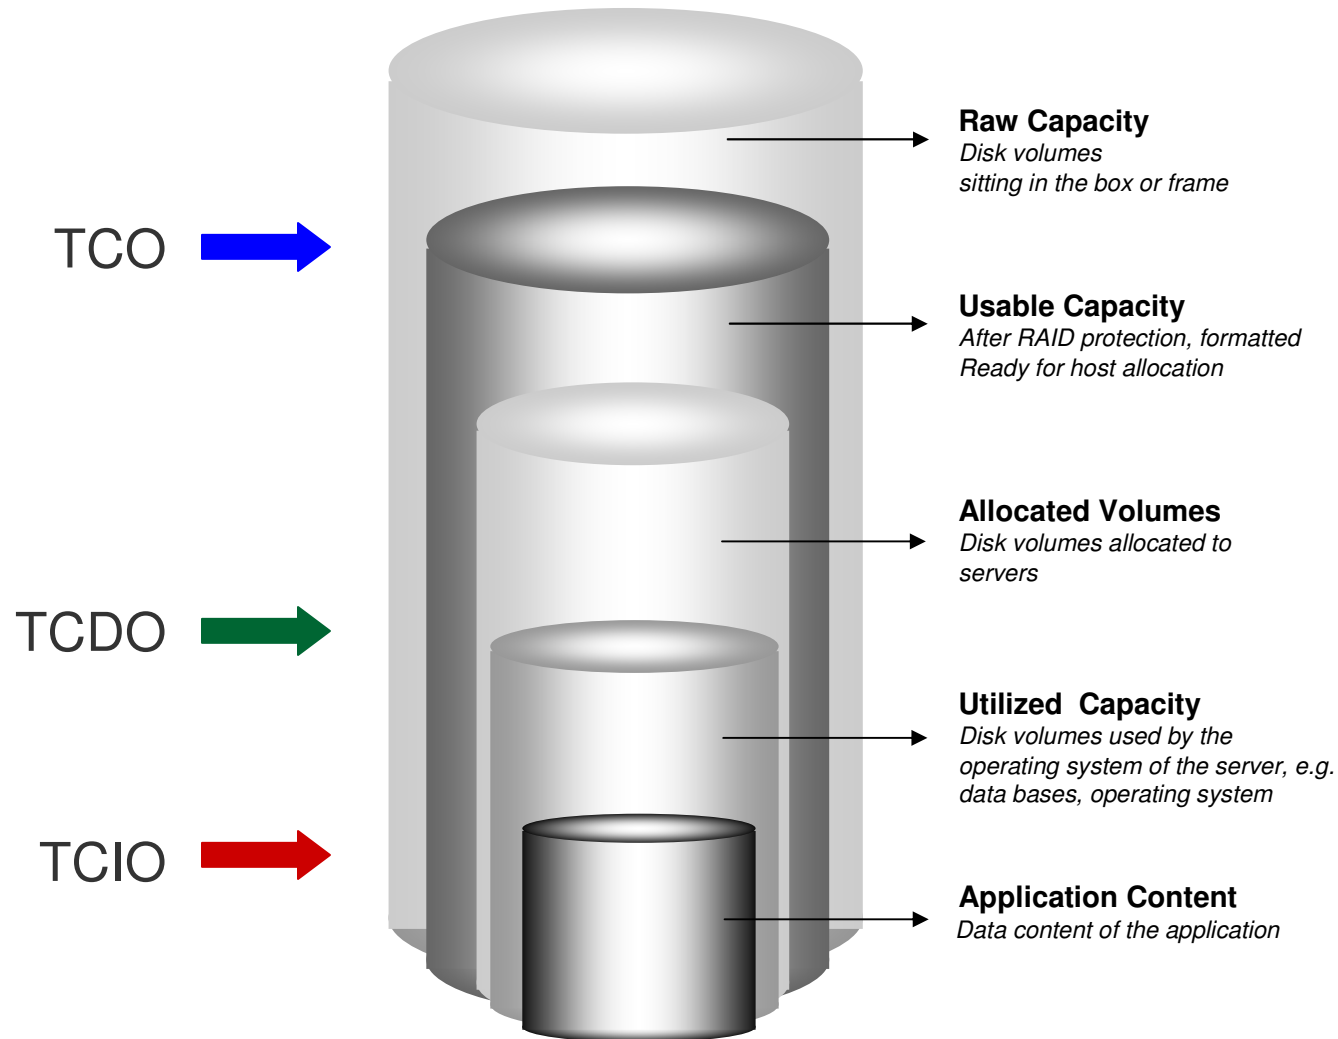 Raw Capacity
Disk volumes
sitting in the box or frame
TCO
Usable Capacity
After RAID protection, formatted
Ready for host allocation
Allocated Volumes
Disk volumes allocated to
servers
TCDO
Utilized  Capacity
Disk volumes used by the
operating system of the server, e.g.
data bases, operating system
TCIO
Application Content
Data content of the application